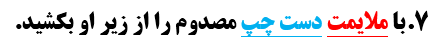 ۷. با ملایمت دست چپ مصدوم را از زیر او بکشید.